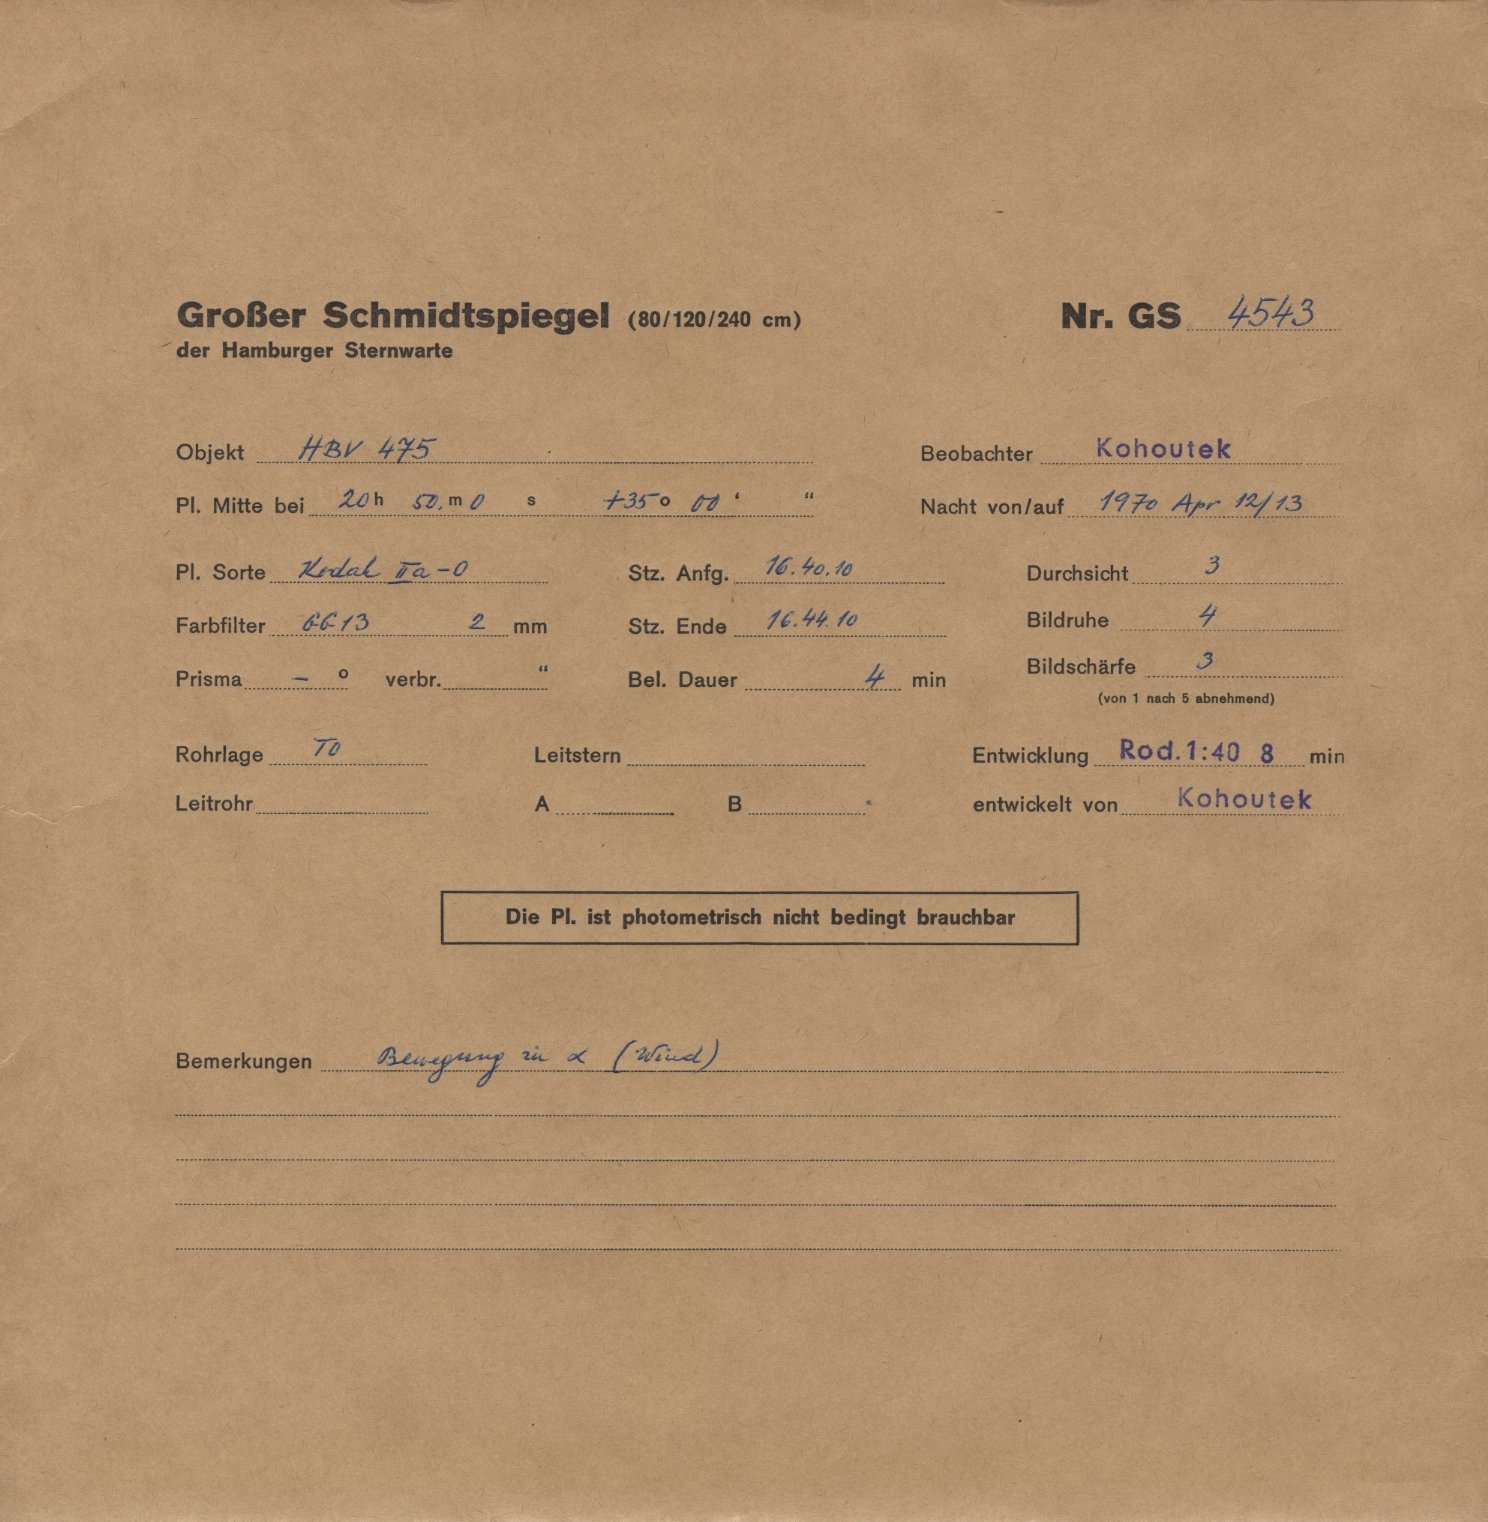 Großer Schmidtspiegel (80/120/240 cm) Nr. GS 4543
der Hamburger Sternwarte
Objekt HBV 475 Beobachter Kohoutek
Pl. Mitte bei 20 h 50. m 0 s +35 o 00 ‘ “ Nacht von/auf 1970 Apr 12/13
Pl. Sorte Kodak IIa-O Stz. Anfg. 16.40.10 Durchsicht 3
Farbfilter GG 13 2 mm Stz. Ende 16.44.10 Bildruhe 4
Prisma – o verbr. “ Bel. Dauer 4 min Bildschärfe 3
(von 1 nach 5 abnehmend)
Rohrlage TO Leitstern Entwicklung Rod. 1:40 8 min
Leitrohr A B entwickelt von Kohoutek
Die Pl. ist photometrisch nicht bedingt brauchbar
Bemerkungen Bewegung in α (Wind)